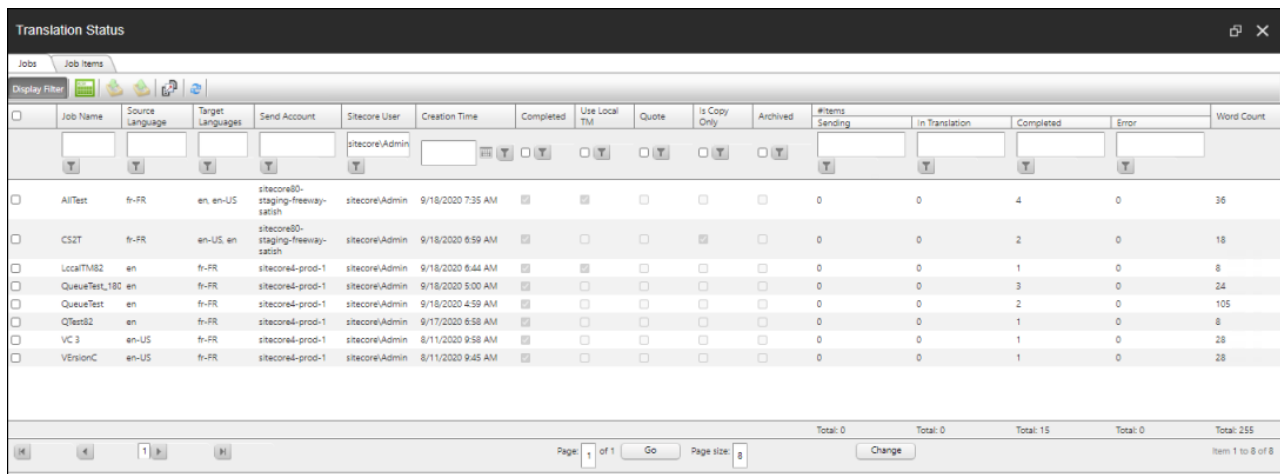 Translation Status
Jobs Job Items
Display Filter
Job Name Source Language Target Languages Send Account Sitecore User Creation Time Completed Use Local TM Quote Is Copy Only Archived #Items Word Count
Sending In Translation Completed Error
sitecore\Admin
AllTest fr-FR en, en-US sitecore80-staging-freeway-satish sitecore\Admin 9/18/2020 7:35 AM 0 0 4 0 36
CS2T fr-FR en-US, en sitecore80-staging-freeway-satish sitecore\Admin 9/18/2020 6:59 AM 0 0 2 0 18
LccalTM82 en fr-FR sitecore4-prod-1 sitecore\Admin 9/18/2020 6:44 AM 0 0 1 0 8
QueueTest_180 en fr-FR sitecore4-prod-1 sitecore\Admin 9/18/2020 5:00 AM 0 0 3 0 24
QueueTest en fr-FR sitecore4-prod-1 sitecore\Admin 9/18/2020 4:59 AM 0 0 2 0 105
QTest82 en fr-FR sitecore4-prod-1 sitecore\Admin 9/17/2020 6:58 AM 0 0 1 0 8
VC 3 en-US fr-FR sitecore4-prod-1 sitecore\Admin 8/11/2020 9:58 AM 0 0 1 0 28
VErsionC en-US fr-FR sitecore4-prod-1 sitecore\Admin 8/11/2020 9:45 AM 0 0 1 0 28
Total: 0 Total: 0 Total: 15 Total: 0 Total: 255
1 Page: 1 of 1 Go Page size: 8 Change Item 1 to 8 of 8